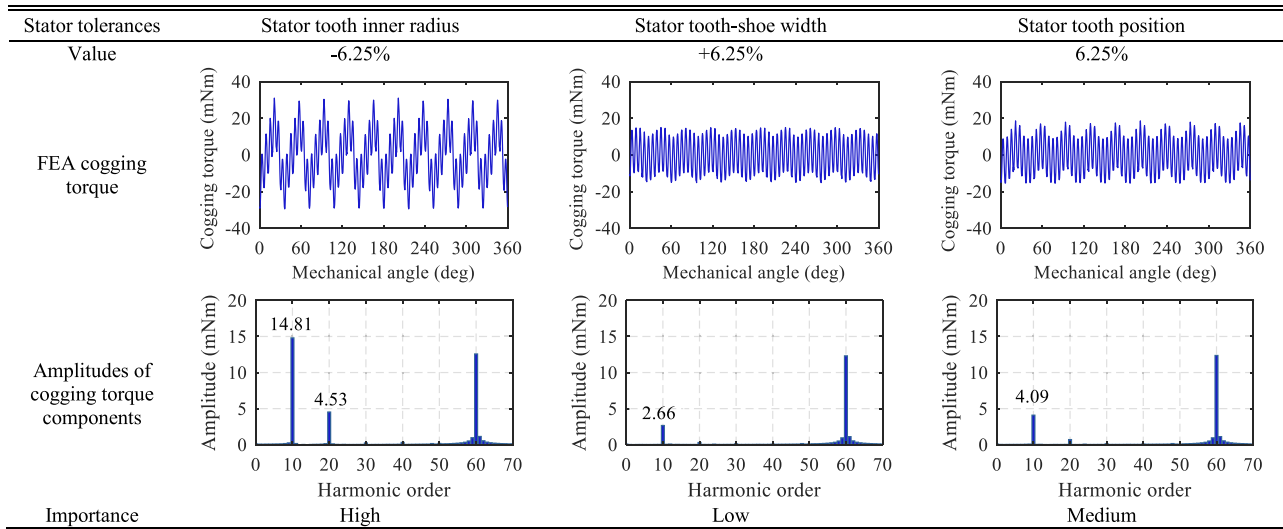 Stator tolerances Stator tooth inner radius Stator tooth-shoe width Stator tooth position
Value -6.25% +6.25% 6.25%
FEA cogging
torque
Cogging torque (mNm)
40
20
0
-20
-40
0 60 120 180 240 300 360
Mechanical angle (deg)
Cogging torque (mNm)
40
20
0
-20
-40
0 60 120 180 240 300 360
Mechanical angle (deg)
Cogging torque (mNm)
40
20
0
-20
-40
0 60 120 180 240 300 360
Mechanical angle (deg)
Amplitudes of
cogging torque
components
Amplitude (mNm)
20
15
10
5
0
14.81
4.53
0 10 20 30 40 50 60 70
Harmonic order
Amplitude (mNm)
20
15
10
5
0
2.66
0 10 20 30 40 50 60 70
Harmonic order
Amplitude (mNm)
20
15
10
5
0
4.09
0 10 20 30 40 50 60 70
Harmonic order
Importance High Low Medium